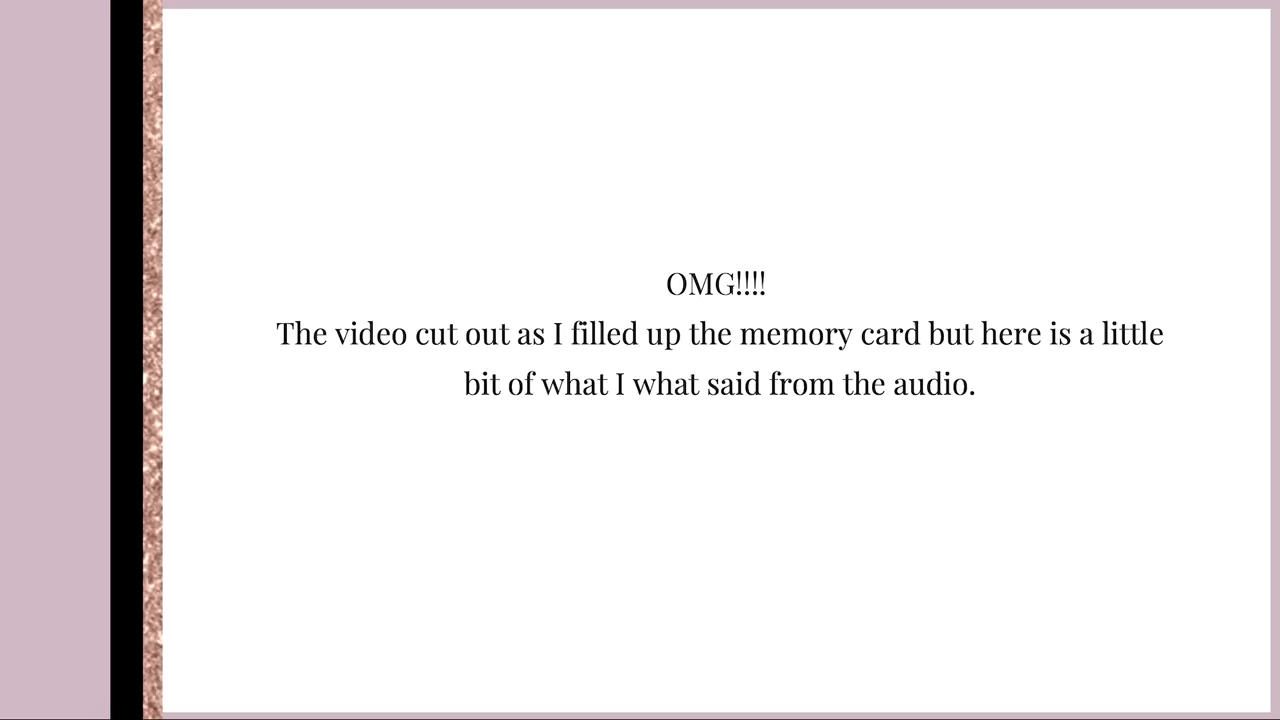 OMG!!!!
The video cut out as I filled up the memory card but here is a little
bit of what I what said from the audio.